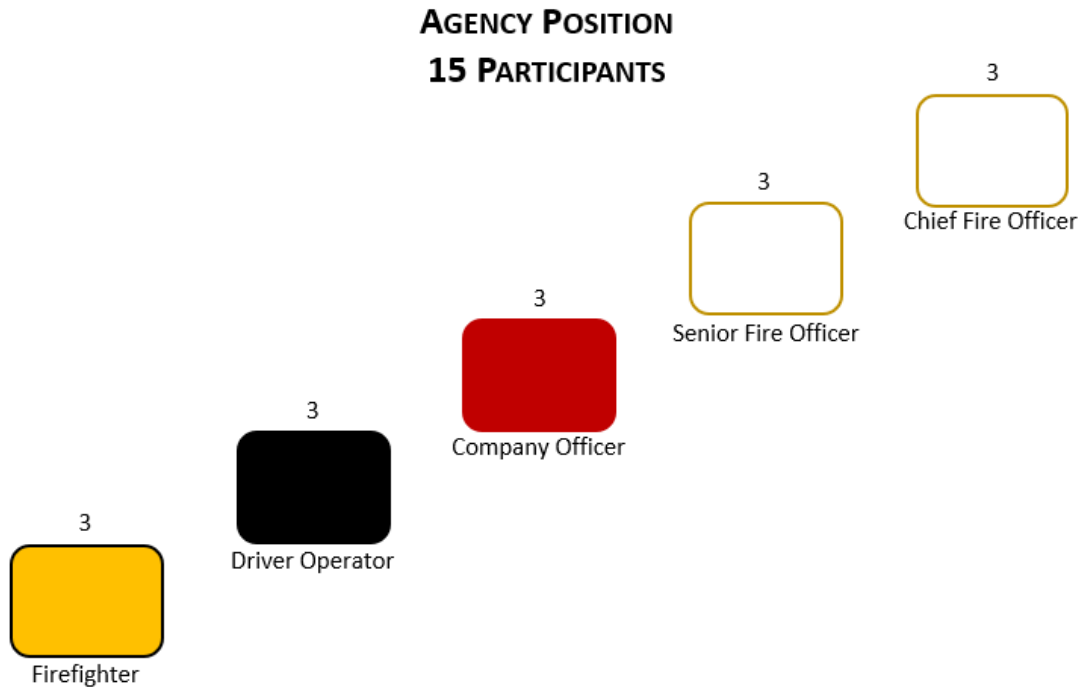 AGENCY POSITION
15 PARTICIPANTS
3
Chief Fire Officer
3
Senior Fire Officer
3
Company Officer
3
Driver Operator
3
Firefighter